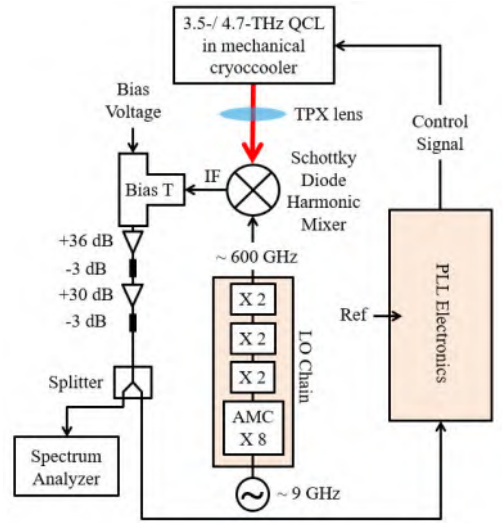 3.5-/ 4.7-THz QCL
in mechanical
cryoccooler
Bias
Voltage
TPX lens
Control
Signal
Bias T
IF
Schottky
Diode
Harmonic
Mixer
+36 dB
-3 dB
+30 dB
-3 dB
~ 600 GHz
X 2
X 2
X 2
AMC
X 8
LO Chain
Ref
PLL Electronics
Splitter
Spectrum
Analyzer
~ 9 GHz